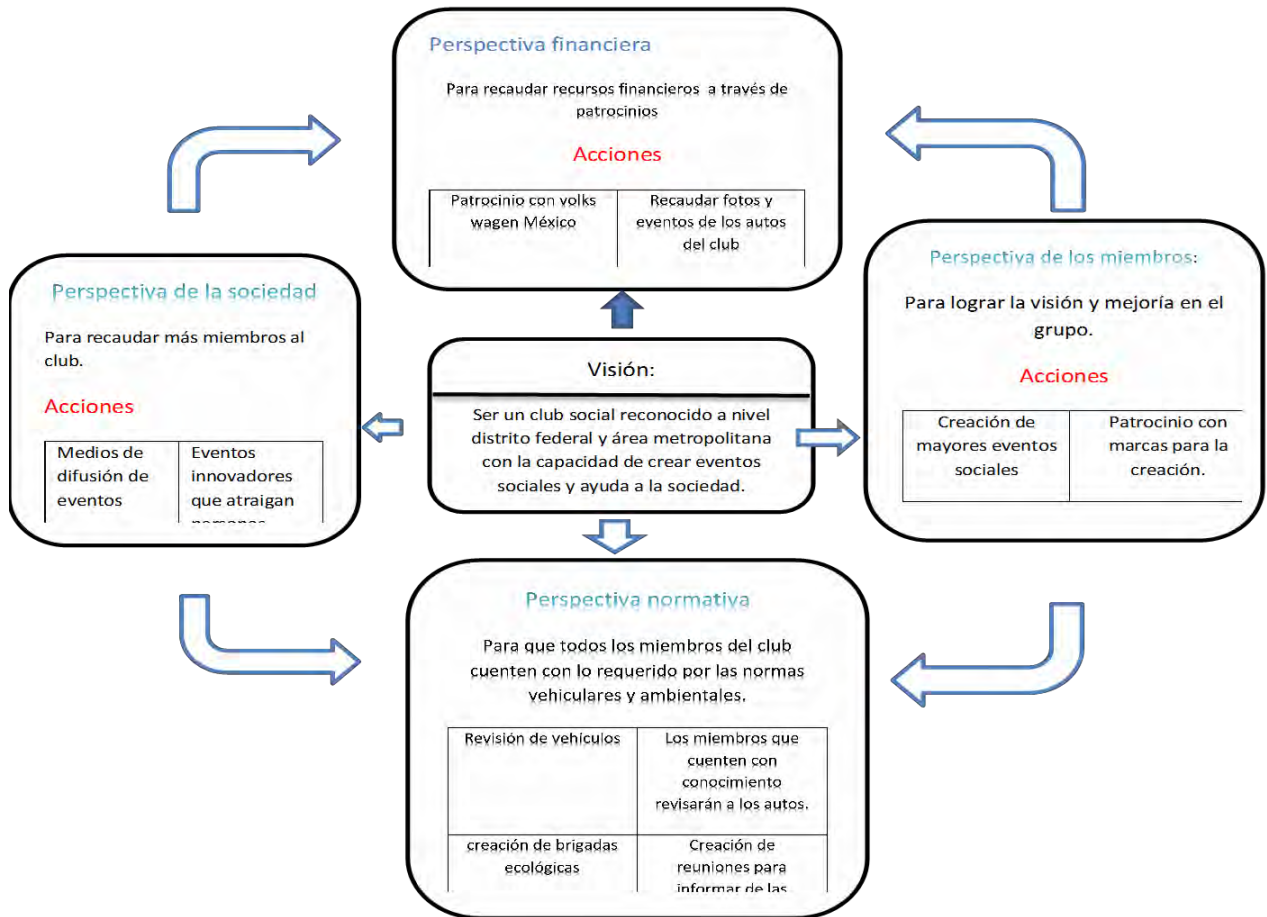 Perspectiva financiera
Para recaudar recursos financieros a través de
patrocinios
Acciones
Patrocinio con volks
wagen México
Recaudar fotos y
eventos de los autos
del club
Perspectiva de la sociedad
Para recaudar más miembros al
club.
Acciones
Medios de
difusión de
eventos
Eventos
innovadores
que atraigan
Visión:
Ser un club social reconocido a nivel
distrito federal y área metropolitana
con la capacidad de crear eventos
sociales y ayuda a la sociedad.
Perspectiva de los miembros:
Para lograr la visión y mejoría en el
grupo.
Acciones
Creación de
mayores eventos
sociales
Patrocinio con
marcas para la
creación.
Perspectiva normativa
Para que todos los miembros del club
cuenten con lo requerido por las normas
vehiculares y ambientales.
Revisión de vehículos
Los miembros que
cuenten con
conocimiento
revisarán a los autos.
creación de brigadas
ecológicas
Creación de
reuniones para
informar de las